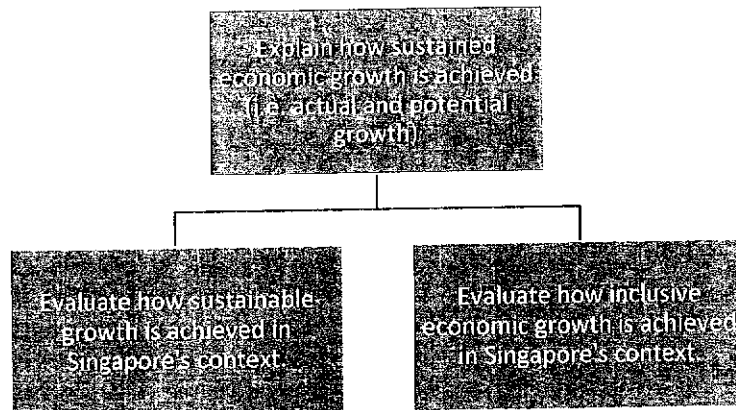 Explain how sustained
economic growth is achieved
(i.e. actual and potential
growth)
Evaluate how sustainable
growth is achieved in
Singapore's context.
Evaluate how inclusive
economic growth is achieved
in Singapore's context.